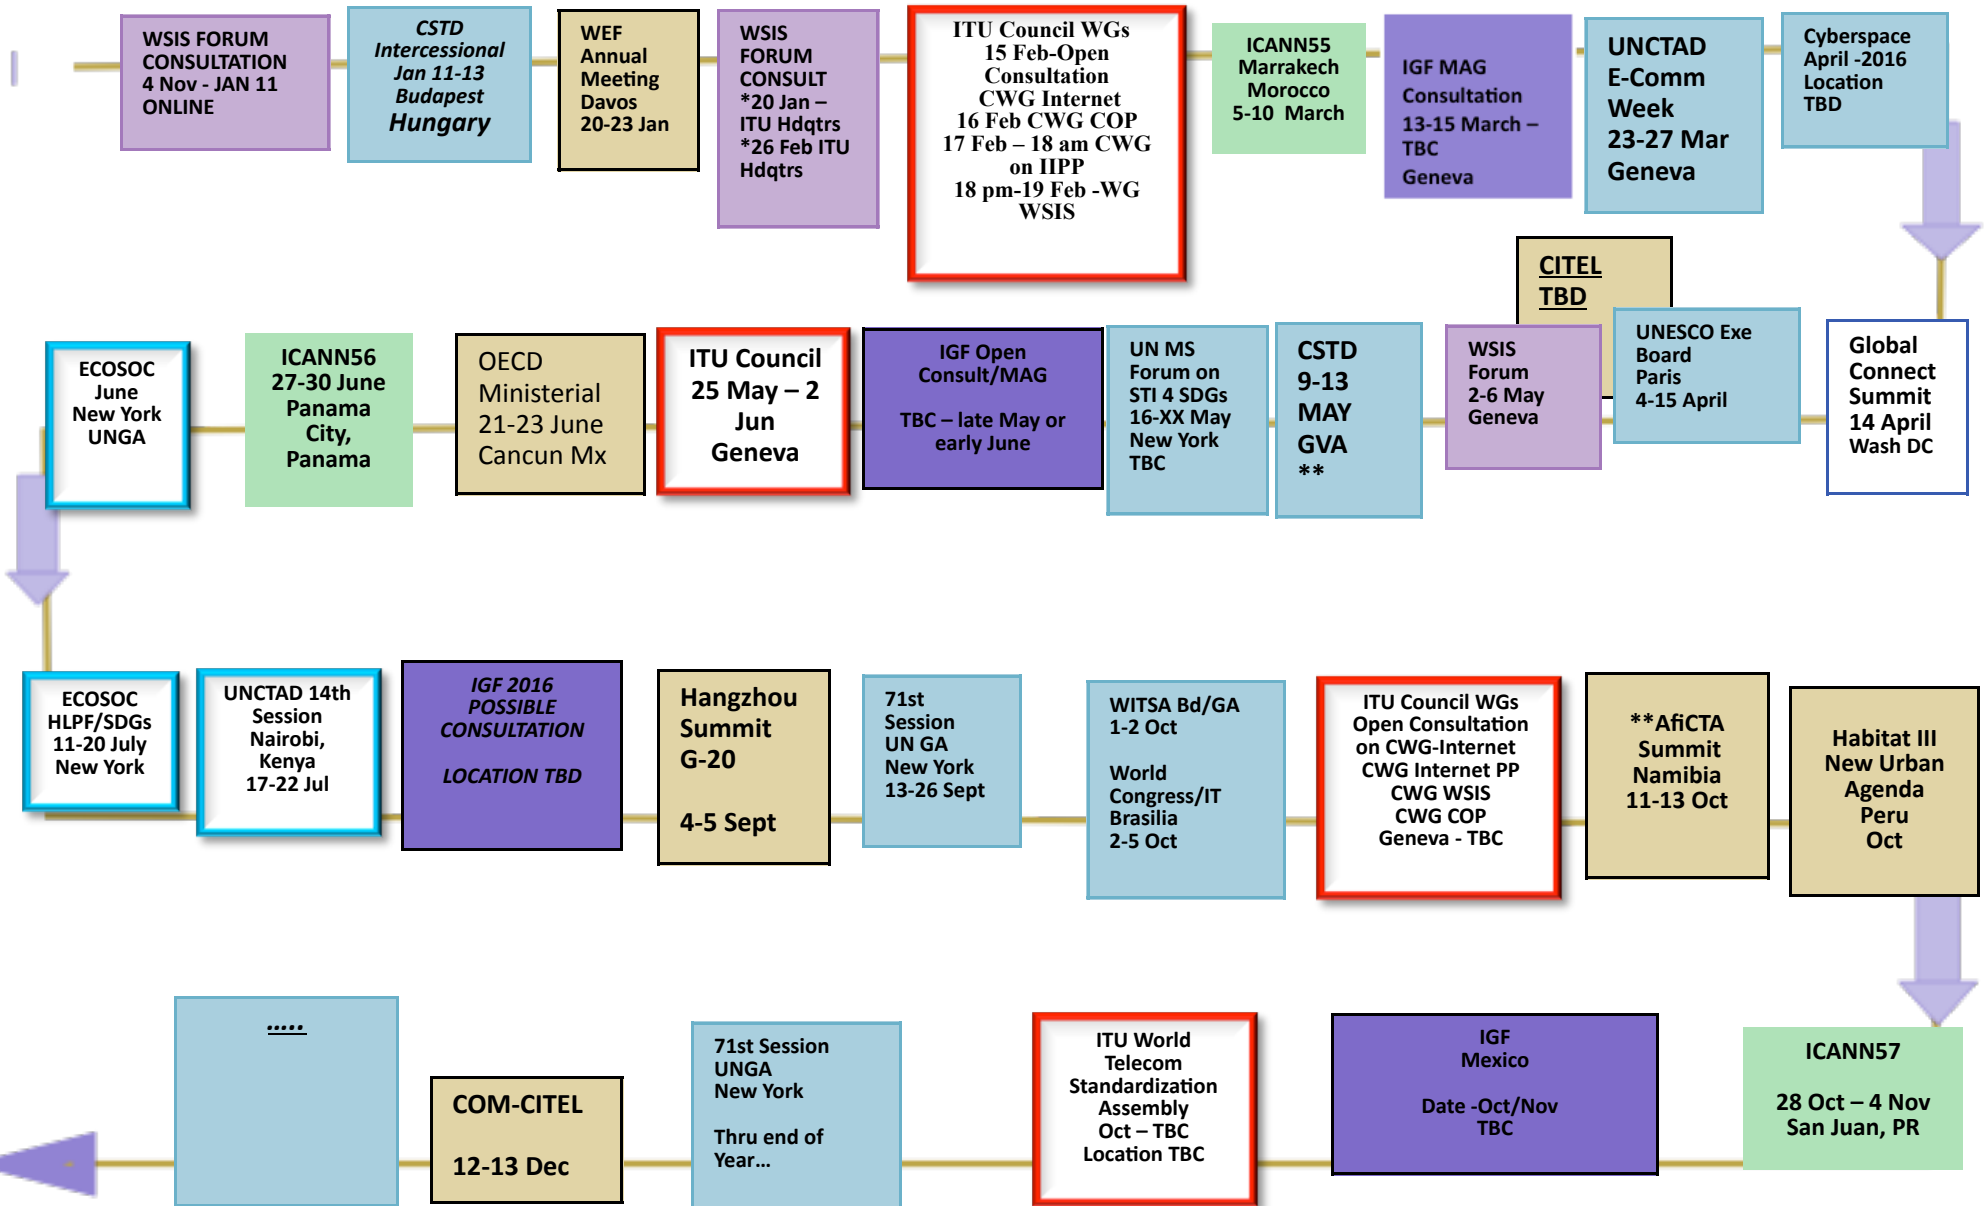 WSIS FORUM
CONSULTATION
4 Nov - JAN 11
ONLINE
CSTD
Intercessional
Jan 11-13
Budapest
Hungary
WEF
Annual
Meeting
Davos
20-23 Jan
WSIS
FORUM
CONSULT
*20 Jan –
ITU Hdqtrs
*26 Feb ITU
Hdqtrs
ITU Council WGs
15 Feb-Open
Consultation
CWG Internet
16 Feb CWG COP
17 Feb – 18 am CWG
on IIPP
18 pm-19 Feb -WG
WSIS
ICANN55
Marrakech
Morocco
5-10 March
IGF MAG
Consultation
13-15 March –
TBC
Geneva
UNCTAD
E-Comm
Week
23-27 Mar
Geneva
Cyberspace
April -2016
Location
TBD
ECOSOC
June
New York
UNGA
ICANN56
27-30 June
Panama
City,
Panama
OECD
Ministerial
21-23 June
Cancun Mx
ITU Council
25 May – 2
Jun
Geneva
IGF Open
Consult/MAG
TBC – late May or
early June
UN MS
Forum on
STI 4 SDGs
16-XX May
New York
TBC
CSTD
9-13
MAY
GVA
**
WSIS
Forum
2-6 May
Geneva
CITEL
TBD
UNESCO Exe
Board
Paris
4-15 April
Global
Connect
Summit
14 April
Wash DC
ECOSOC
HLPF/SDGs
11-20 July
New York
UNCTAD 14th
Session
Nairobi,
Kenya
17-22 Jul
IGF 2016
POSSIBLE
CONSULTATION
LOCATION TBD
Hangzhou
Summit
G-20
4-5 Sept
71st
Session
UN GA
New York
13-26 Sept
WITSA Bd/GA
1-2 Oct
World
Congress/IT
Brasilia
2-5 Oct
ITU Council WGs
Open Consultation
on CWG-Internet
CWG Internet PP
CWG WSIS
CWG COP
Geneva - TBC
**AfiCTA
Summit
Namibia
11-13 Oct
Habitat III
New Urban
Agenda
Peru
Oct
.....
COM-CITEL
12-13 Dec
71st Session
UNGA
New York
Thru end of
Year…
ITU World
Telecom
Standardization
Assembly
Oct – TBC
Location TBC
IGF
Mexico
Date -Oct/Nov
TBC
ICANN57
28 Oct – 4 Nov
San Juan, PR